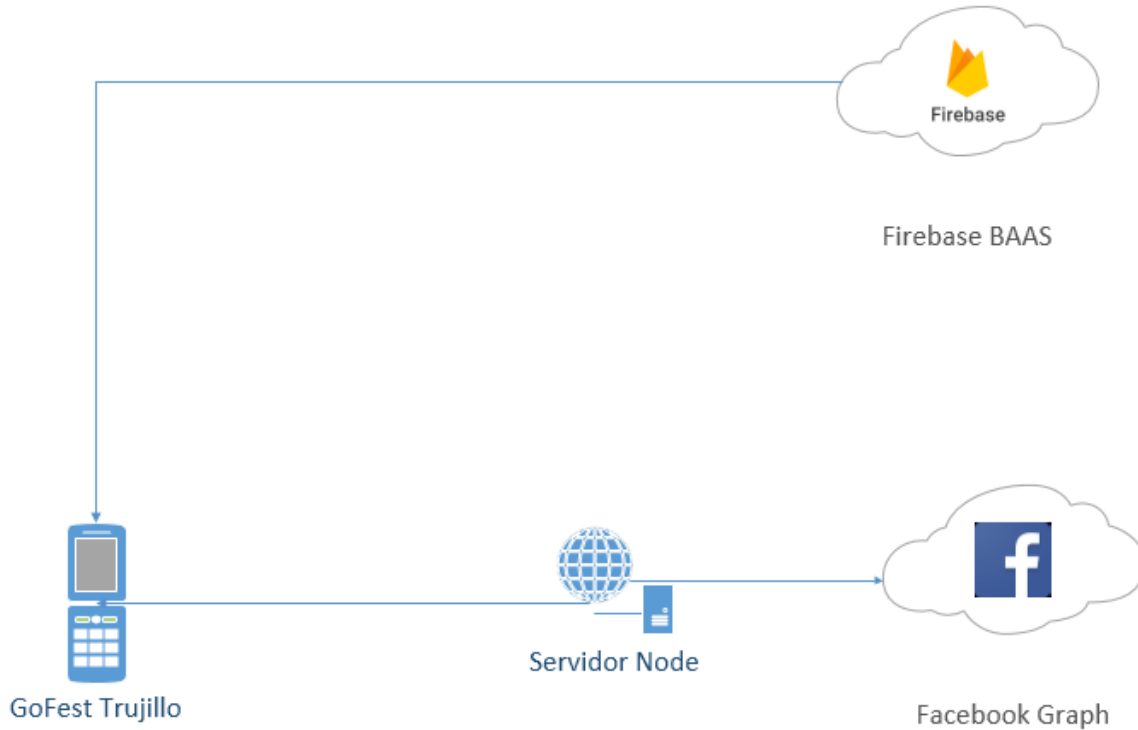 Firebase
Firebase BAAS
Servidor Node
GoFest Trujillo
Facebook Graph